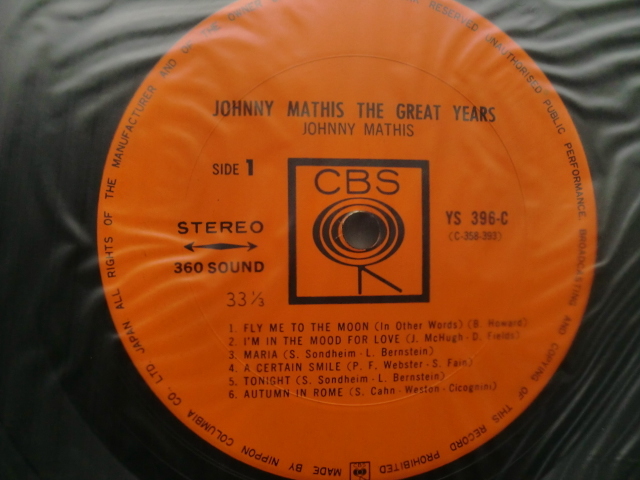 JOHNNY MATHIS THE GREAT YEARS
JOHNNY MATHIS
SIDE 1
CBS
STEREO
360 SOUND
33 1/3
YS 396-C
(C-358-393)
1. FLY ME TO THE MOON (In Other Words) (B. Howard)
2. I'M IN THE MOOD FOR LOVE (J. McHugh - D. Fields)
3. MARIA (S. Sondheim - L. Bernstein)
4. A CERTAIN SMILE (P. F. Webster - S. Fain)
5. TONIGHT (S. Sondheim - L. Bernstein)
6. AUTUMN IN ROME (S. Cahn - Weston - Cicognini)
MADE BY NIPPON COLUMBIA CO., LTD. JAPAN ALL RIGHTS OF THE MANUFACTURER AND OF THE OWNER RESERVED UNAUTHORISED PUBLIC PERFORMANCE, BROADCASTING AND COPYING OF THIS RECORD PROHIBITED